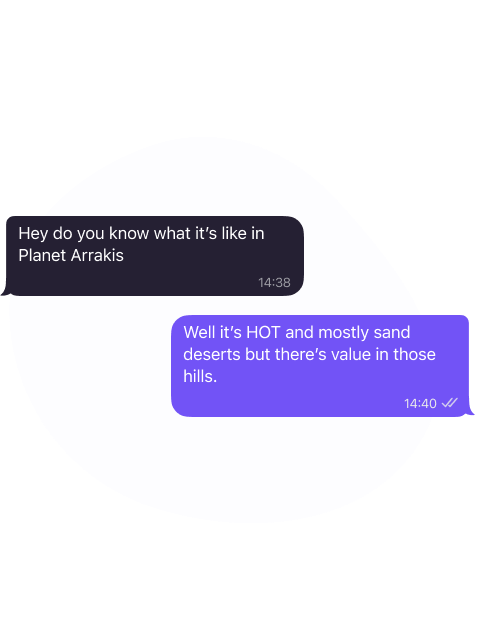 Hey do you know what it’s like in
Planet Arrakis
14:38
Well it’s HOT and mostly sand
deserts but there’s value in those
hills.
14:40